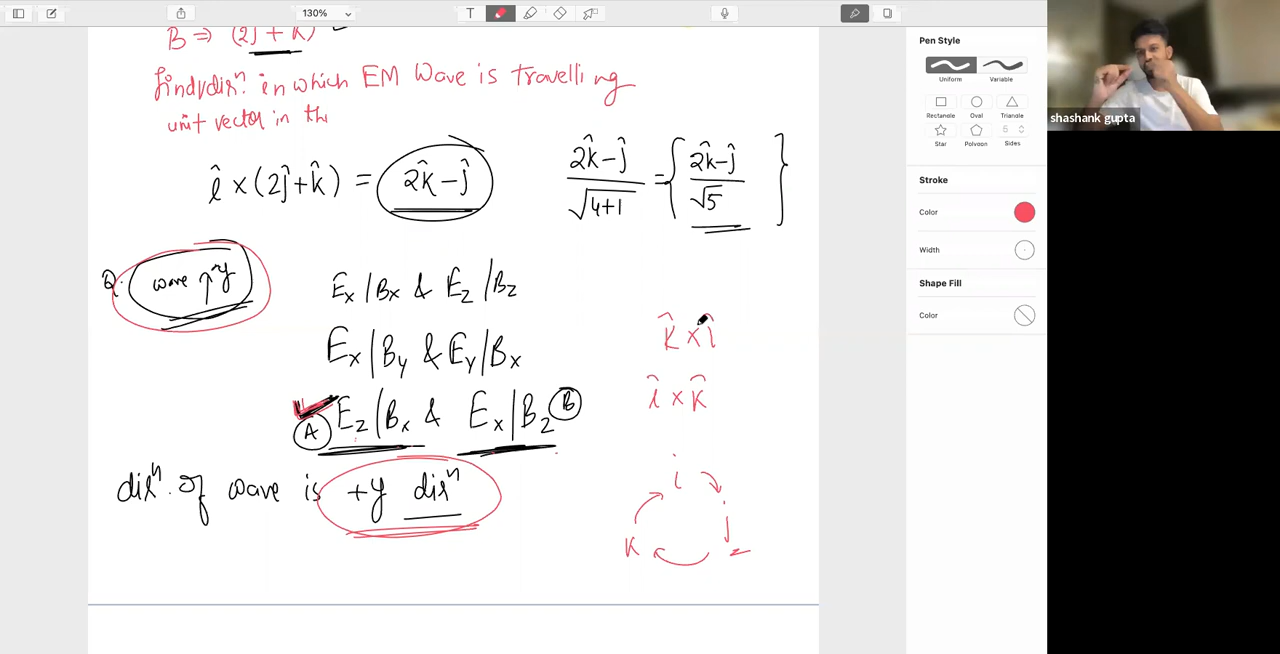 130%
T
B ⇒ (2ĵ + k̂)
Find dirⁿ. in which EM Wave is travelling
unit vector in the
î × (2ĵ + k̂) = 2k̂ - ĵ
2k̂ - ĵ / √4+1 = { 2k̂ - ĵ / √5 }
Q. wave ↑ Y
Ex | Bx & Ez | Bz
Ex | By & Ey | Bx
A Ez | Bx & Ex | Bz B
dirⁿ. of wave is +y dirⁿ
k̂ × î
î × k̂
i
j
k
Pen Style
Uniform
Variable
Rectangle
Oval
Triangle
Star
Polygon
5
Sides
Stroke
Color
Width
Shape Fill
Color
shashank gupta